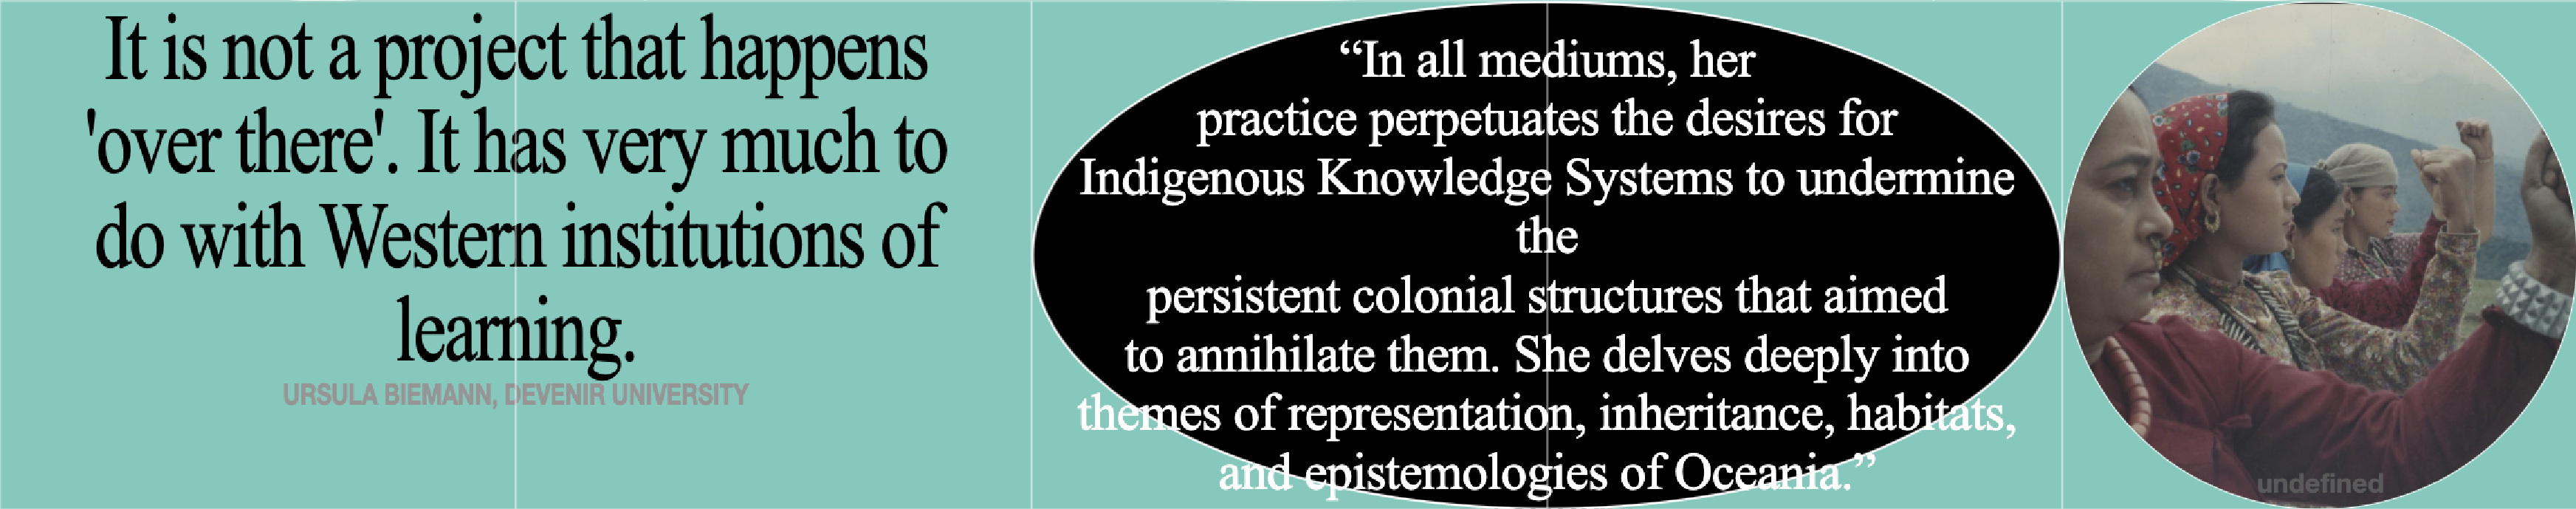 It is not a project that happens
'over there'. It has very much to
do with Western institutions of
learning.
URSULA BIEMANN, DEVENIR UNIVERSITY
“In all mediums, her
practice perpetuates the desires for
Indigenous Knowledge Systems to undermine
the
persistent colonial structures that aimed
to annihilate them. She delves deeply into
themes of representation, inheritance, habitats,
and epistemologies of Oceania.”
undefined